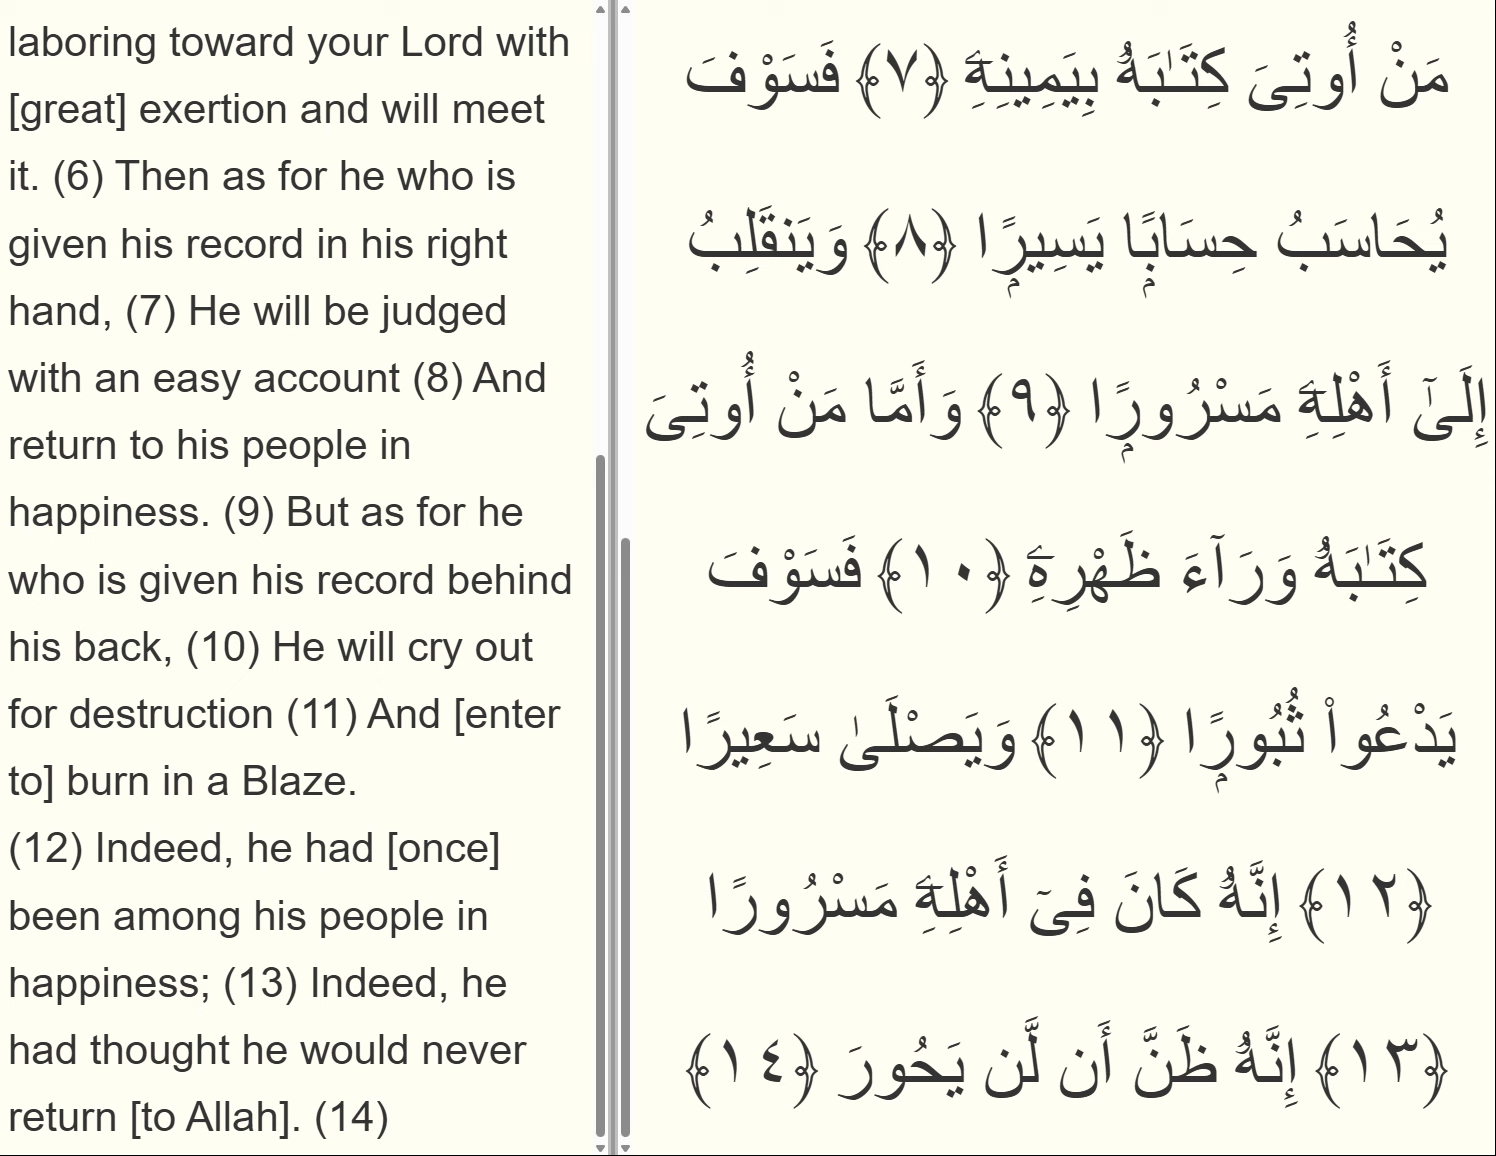 laboring toward your Lord with
[great] exertion and will meet
it. (6) Then as for he who is
given his record in his right
hand, (7) He will be judged
with an easy account (8) And
return to his people in
happiness. (9) But as for he
who is given his record behind
his back, (10) He will cry out
for destruction (11) And [enter
to] burn in a Blaze.
(12) Indeed, he had [once]
been among his people in
happiness; (13) Indeed, he
had thought he would never
return [to Allah]. (14)
مَنْ أُوتِىَ كِتَـٰبَهُۥ بِيَمِينِهِۦ ﴿٧﴾ فَسَوْفَ
يُحَاسَبُ حِسَابًۭا يَسِيرًۭا ﴿٨﴾ وَيَنقَلِبُ
إِلَىٰٓ أَهْلِهِۦ مَسْرُورًۭا ﴿٩﴾ وَأَمَّا مَنْ أُوتِىَ
كِتَـٰبَهُۥ وَرَآءَ ظَهْرِهِۦ ﴿١٠﴾ فَسَوْفَ
يَدْعُوا۟ ثُبُورًۭا ﴿١١﴾ وَيَصْلَىٰ سَعِيرًا
﴿١٢﴾ إِنَّهُۥ كَانَ فِىٓ أَهْلِهِۦ مَسْرُورًا
﴿١٣﴾ إِنَّهُۥ ظَنَّ أَن لَّن يَحُورَ ﴿١٤﴾